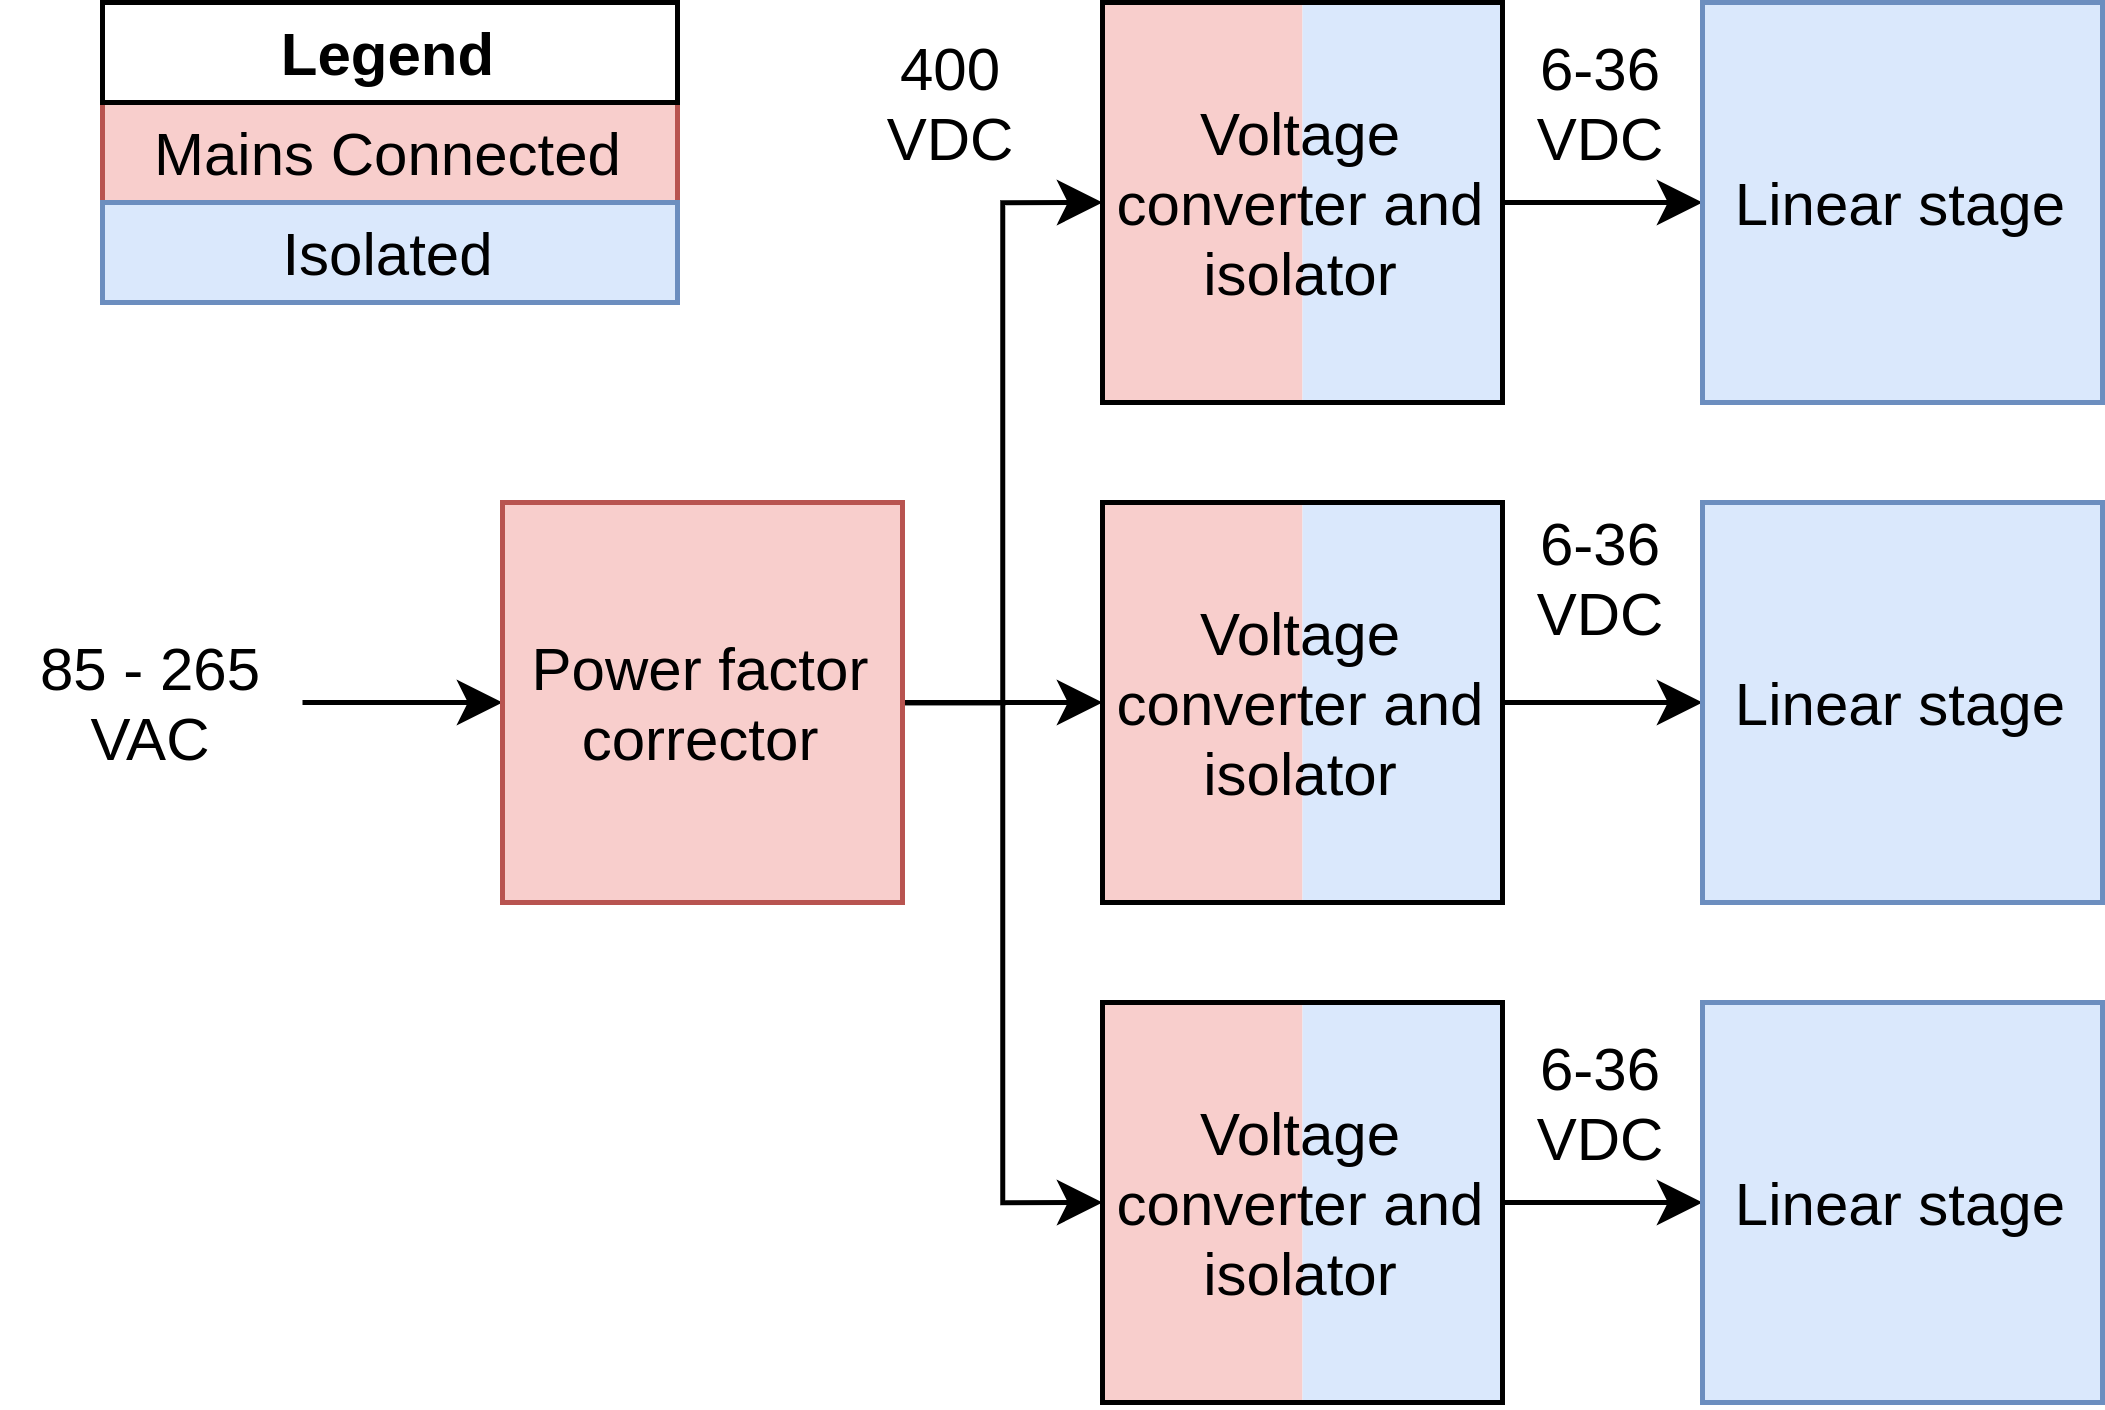 Legend
Mains Connected
Isolated
400
VDC
Voltage
converter and
isolator
6-36
VDC
Linear stage
85 - 265
VAC
Power factor
corrector
Voltage
converter and
isolator
6-36
VDC
Linear stage
Voltage
converter and
isolator
6-36
VDC
Linear stage